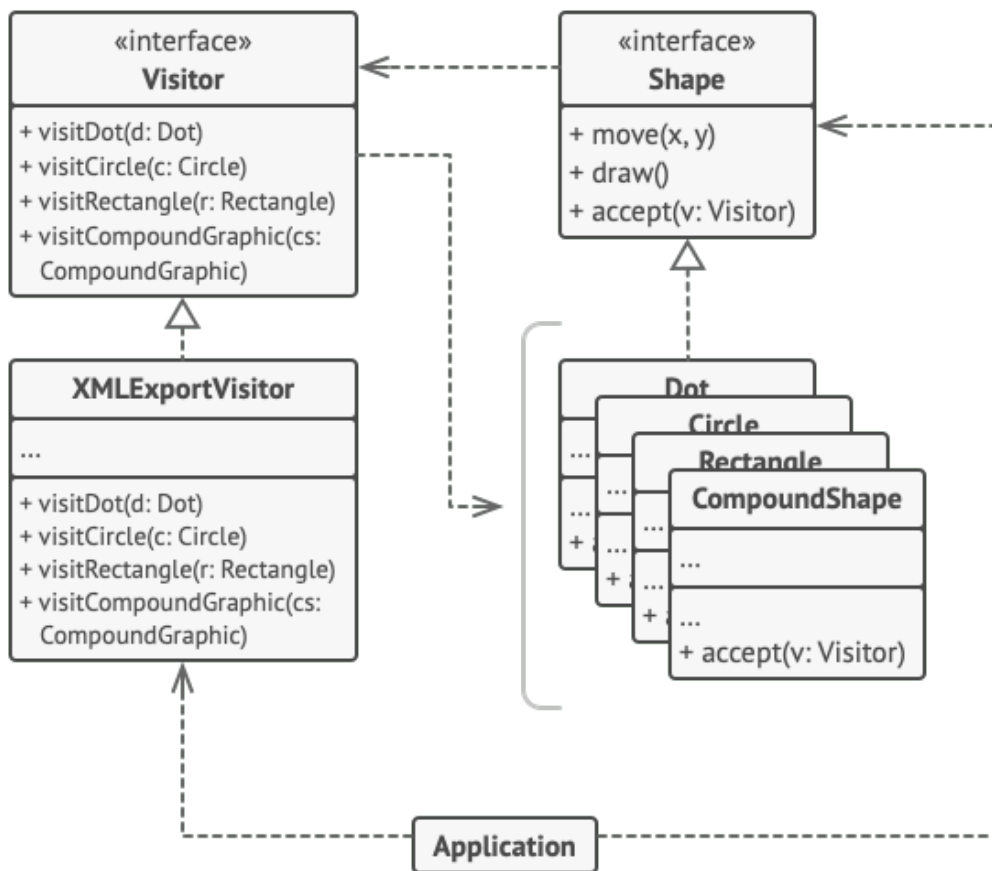 «interface»
Visitor
+ visitDot(d: Dot)
+ visitCircle(c: Circle)
+ visitRectangle(r: Rectangle)
+ visitCompoundGraphic(cs:
CompoundGraphic)
«interface»
Shape
+ move(x, y)
+ draw()
+ accept(v: Visitor)
XMLExportVisitor
...
+ visitDot(d: Dot)
+ visitCircle(c: Circle)
+ visitRectangle(r: Rectangle)
+ visitCompoundGraphic(cs:
CompoundGraphic)
Dot
...
...
+
Circle
...
...
+
Rectangle
...
...
+
CompoundShape
...
...
+ accept(v: Visitor)
Application